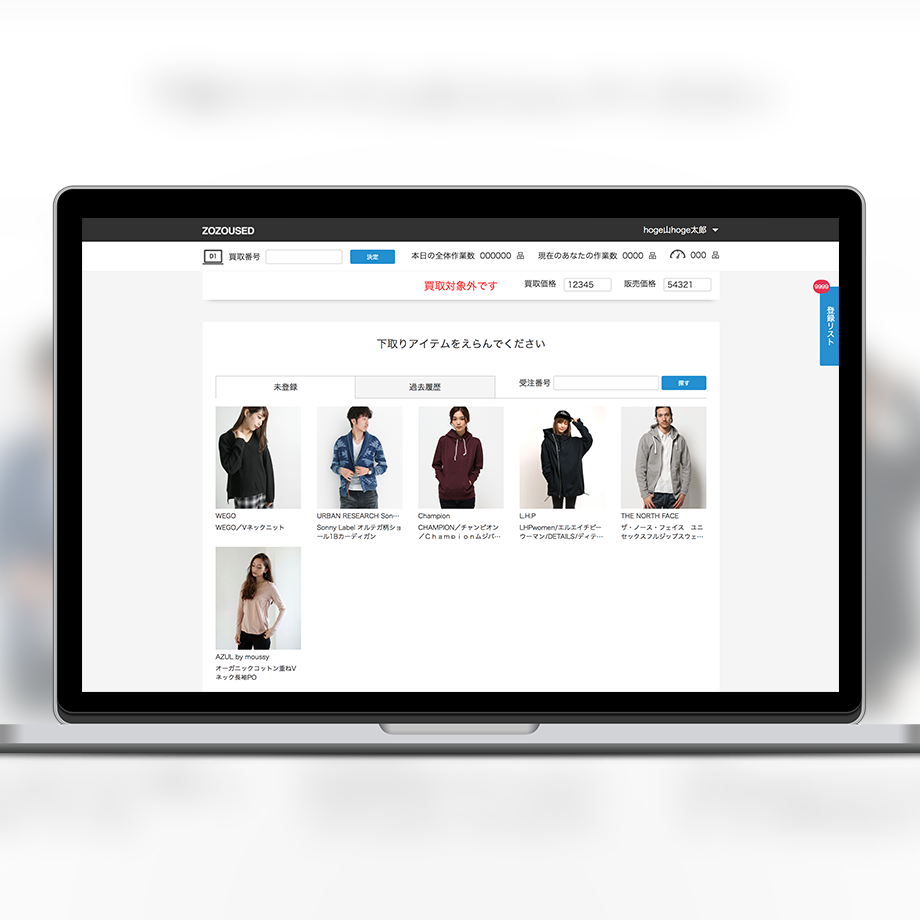 ZOZOUSED
hoge山hoge太郎
D1 買取番号 決定 本日の全体作業数 000000 品 現在のあなたの作業数 0000 品 000 品
買取対象外です 買取価格 12345 販売価格 54321
9999
登録リスト
下取りアイテムをえらんでください
未登録 過去履歴 受注番号 探す
WEGO
WEGO／Vネックニット
URBAN RESEARCH Son…
Sonny Label オルテガ柄ショ
ール1Bカーディガン
Champion
CHAMPION／チャンピオン
／Ｃｈａｍｐｉｏｎムジパ…
L.H.P
LHPwomen/エルエイチピー
ウーマン/DETAILS/ディテ…
THE NORTH FACE
ザ・ノース・フェイス　ユニ
セックスフルジップスウェ…
AZUL by moussy
オーガニックコットン重ねV
ネック長袖PO